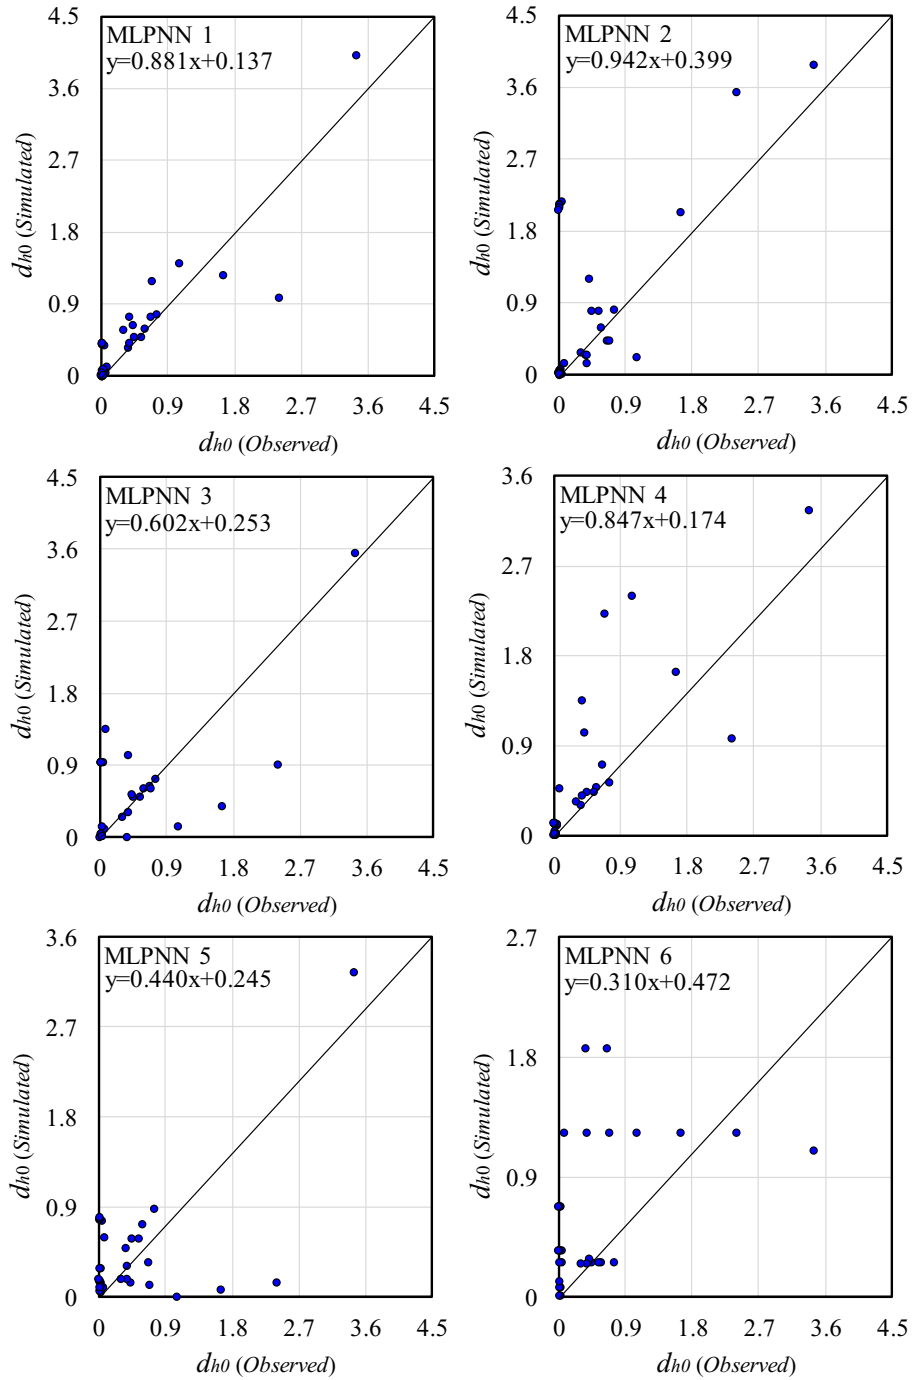 4.5
3.6
2.7
1.8
0.9
0
MLPNN 1
y=0.881x+0.137
dh0 (Simulated)
0 0.9 1.8 2.7 3.6 4.5
dh0 (Observed)
4.5
3.6
2.7
1.8
0.9
0
MLPNN 2
y=0.942x+0.399
dh0 (Simulated)
0 0.9 1.8 2.7 3.6 4.5
dh0 (Observed)
4.5
3.6
2.7
1.8
0.9
0
MLPNN 3
y=0.602x+0.253
dh0 (Simulated)
0 0.9 1.8 2.7 3.6 4.5
dh0 (Observed)
3.6
2.7
1.8
0.9
0
MLPNN 4
y=0.847x+0.174
dh0 (Simulated)
0 0.9 1.8 2.7 3.6 4.5
dh0 (Observed)
3.6
2.7
1.8
0.9
0
MLPNN 5
y=0.440x+0.245
dh0 (Simulated)
0 0.9 1.8 2.7 3.6 4.5
dh0 (Observed)
2.7
1.8
0.9
0
MLPNN 6
y=0.310x+0.472
dh0 (Simulated)
0 0.9 1.8 2.7 3.6 4.5
dh0 (Observed)